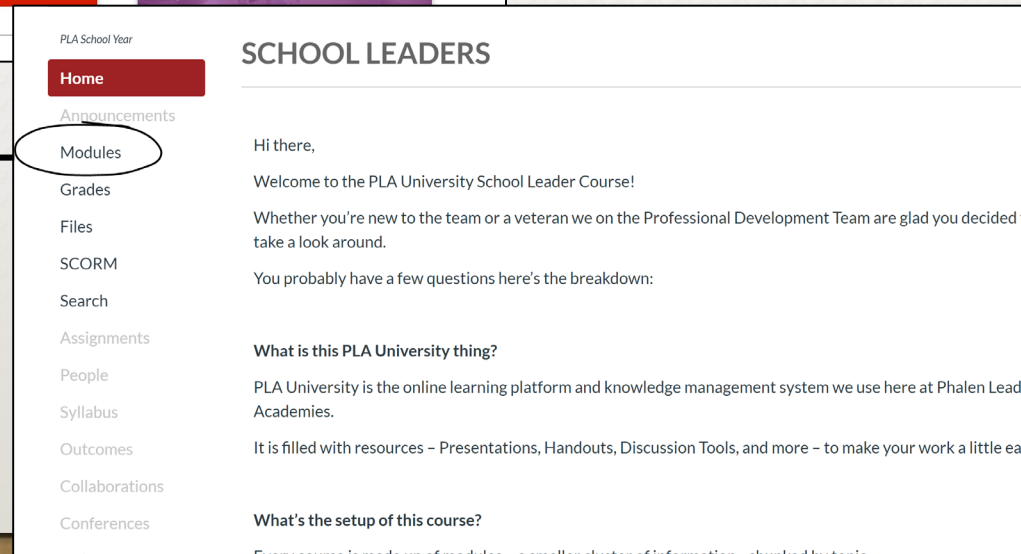 PLA School Year
Home
Announcements
Modules
Grades
Files
SCORM
Search
Assignments
People
Syllabus
Outcomes
Collaborations
Conferences
SCHOOL LEADERS
Hi there,
Welcome to the PLA University School Leader Course!
Whether you're new to the team or a veteran we on the Professional Development Team are glad you decided
take a look around.
You probably have a few questions here's the breakdown:
What is this PLA University thing?
PLA University is the online learning platform and knowledge management system we use here at Phalen Lead
Academies.
It is filled with resources – Presentations, Handouts, Discussion Tools, and more – to make your work a little ea
What's the setup of this course?